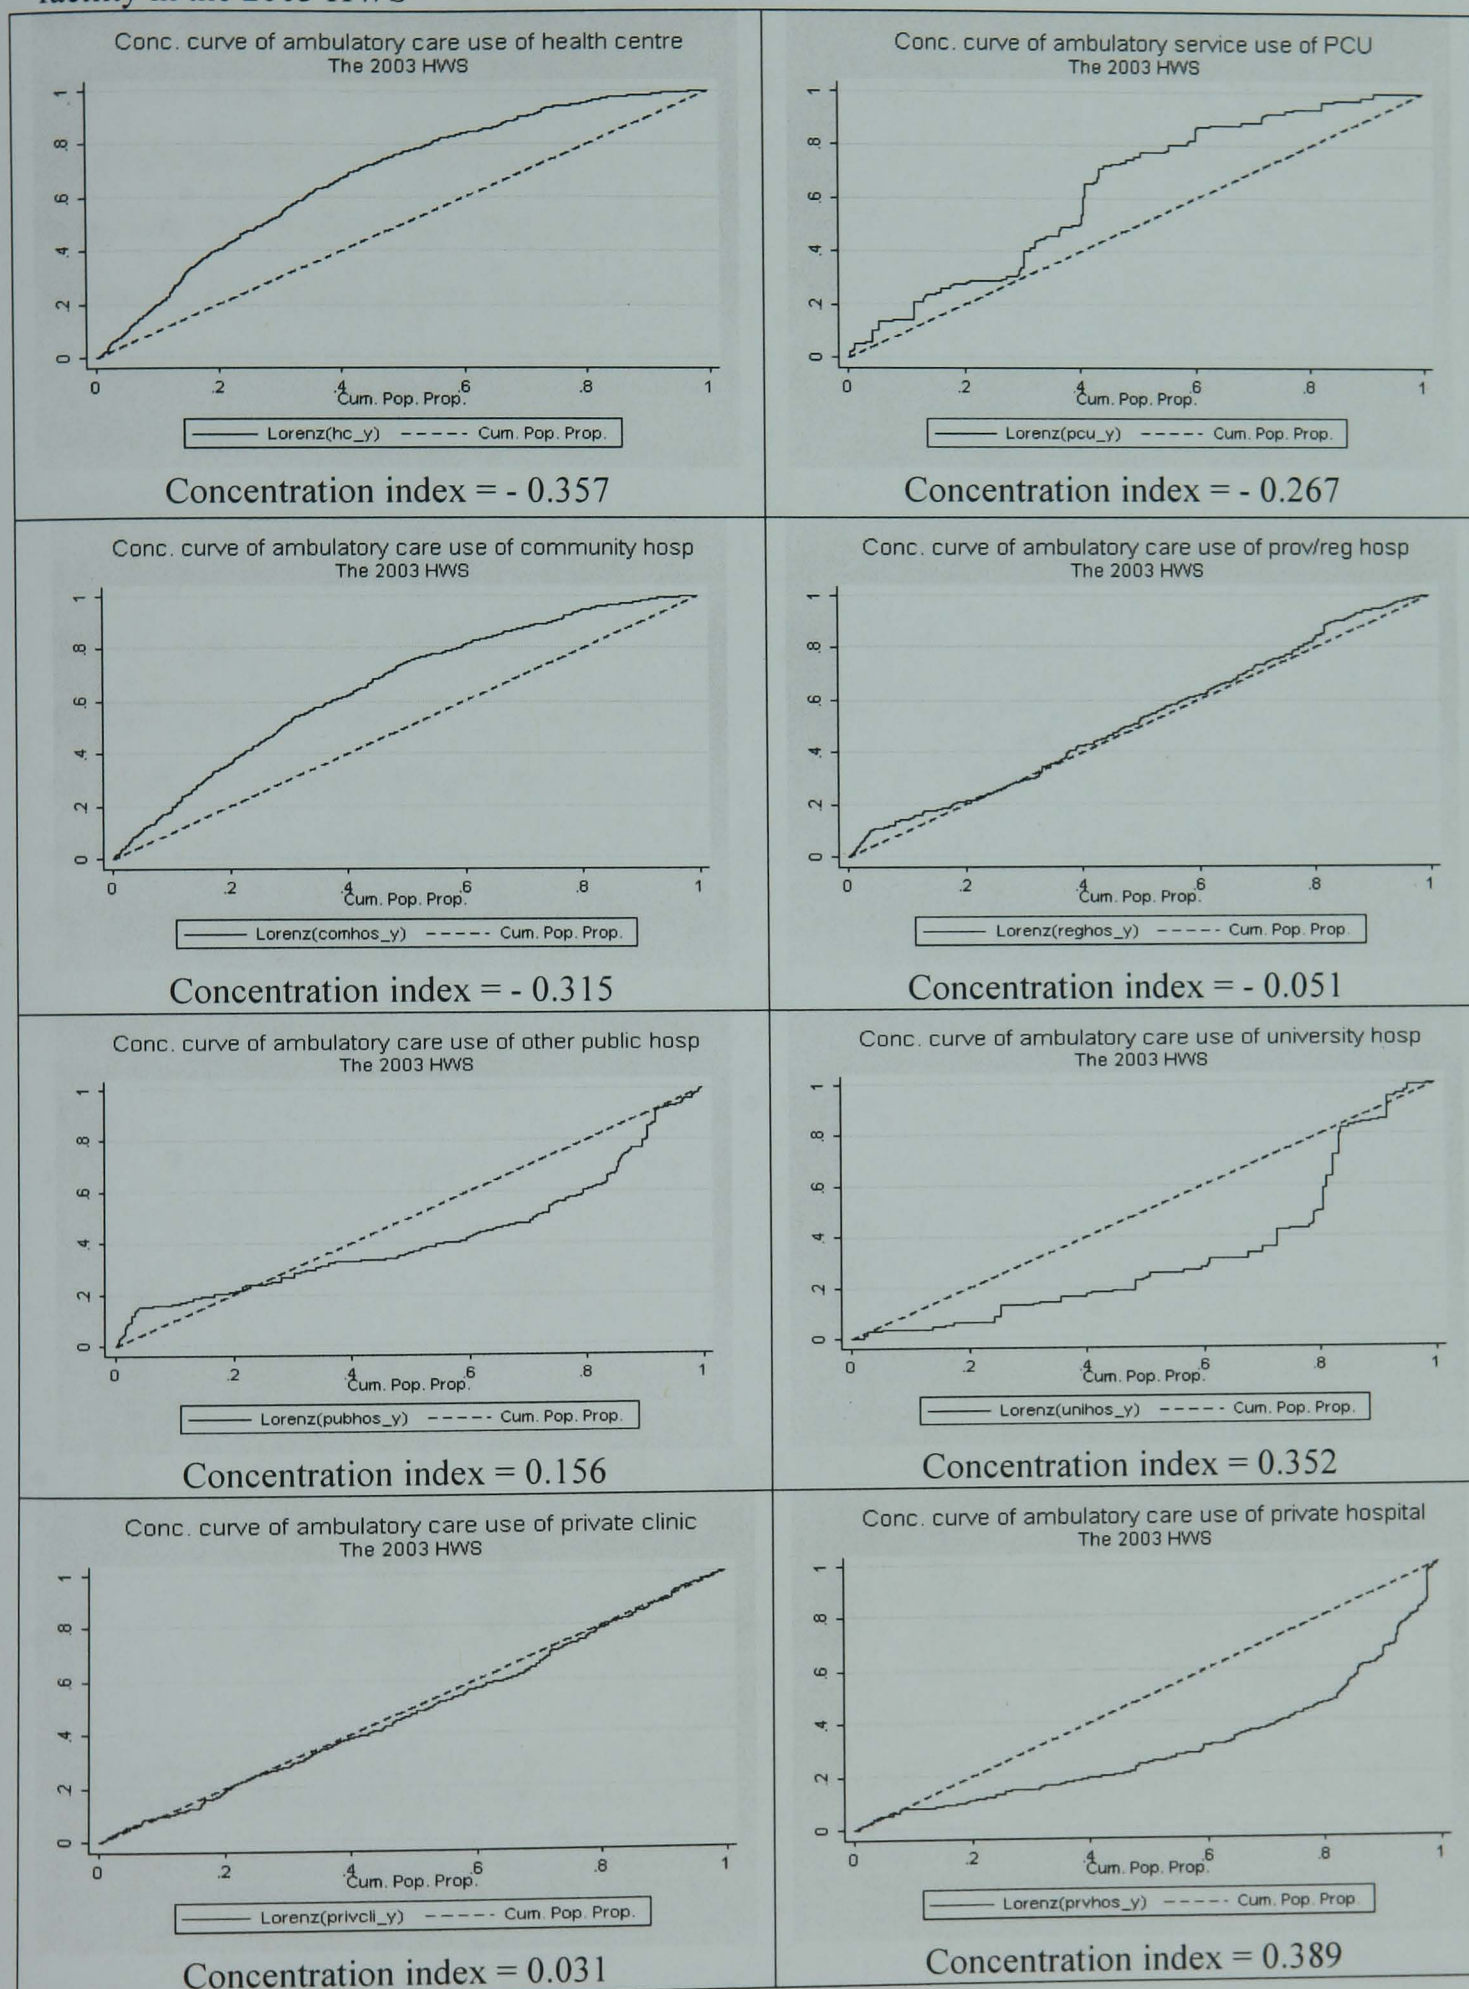 facility in the 2003 HWS
Conc. curve of ambulatory care use of health centre
The 2003 HWS
1
.8
.6
.4
.2
0
0 .2 .4 .6 .8 1
Cum. Pop. Prop.
Lorenz(hc_y) Cum. Pop. Prop.
Concentration index = - 0.357
Conc. curve of ambulatory service use of PCU
The 2003 HWS
1
.8
.6
.4
.2
0
0 .2 .4 .6 .8 1
Cum. Pop. Prop.
Lorenz(pcu_y) Cum. Pop. Prop.
Concentration index = - 0.267
Conc. curve of ambulatory care use of community hosp
The 2003 HWS
1
.8
.6
.4
.2
0
0 .2 .4 .6 .8 1
Cum. Pop. Prop.
Lorenz(comhos_y) Cum. Pop. Prop.
Concentration index = - 0.315
Conc. curve of ambulatory care use of prov/reg hosp
The 2003 HWS
1
.8
.6
.4
.2
0
0 .2 .4 .6 .8 1
Cum. Pop. Prop.
Lorenz(reghos_y) Cum. Pop. Prop.
Concentration index = - 0.051
Conc. curve of ambulatory care use of other public hosp
The 2003 HWS
1
.8
.6
.4
.2
0
0 .2 .4 .6 .8 1
Cum. Pop. Prop.
Lorenz(pubhos_y) Cum. Pop. Prop.
Concentration index = 0.156
Conc. curve of ambulatory care use of university hosp
The 2003 HWS
1
.8
.6
.4
.2
0
0 .2 .4 .6 .8 1
Cum. Pop. Prop.
Lorenz(unihos_y) Cum. Pop. Prop.
Concentration index = 0.352
Conc. curve of ambulatory care use of private clinic
The 2003 HWS
1
.8
.6
.4
.2
0
0 .2 .4 .6 .8 1
Cum. Pop. Prop.
Lorenz(privcli_y) Cum. Pop. Prop.
Concentration index = 0.031
Conc. curve of ambulatory care use of private hospital
The 2003 HWS
1
.8
.6
.4
.2
0
0 .2 .4 .6 .8 1
Cum. Pop. Prop.
Lorenz(prvhos_y) Cum. Pop. Prop.
Concentration index = 0.389